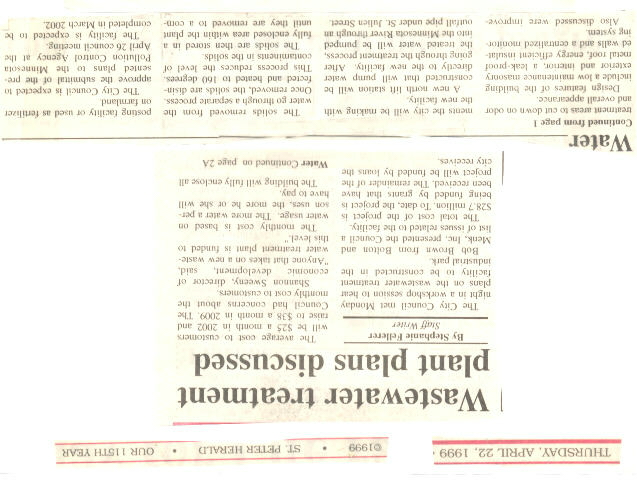 THURSDAY, APRIL 22, 1999 •
©1999 • ST. PETER HERALD • OUR 115TH YEAR
Wastewater treatment
plant plans discussed
By Stephanie Fellerer
Staff Writer
The City Council met Monday
night in a workshop session to hear
plans on the wastewater treatment
facility to be constructed in the
industrial park.
Bob Brown from Bolton and
Menk, Inc, presented the Council a
list of issues related to the facility.
The total cost of the project is
$28.7 million. To date, the project is
being funded by grants that have
been received. The remainder of the
project will be funded by loans the
city receives.
The average cost to customers
will be $25 a month in 2002 and
raise to $38 a month in 2009. The
Council had concerns about the
monthly cost to customers.
Shannon Sweeny, director of
economic development, said,
"Anyone that takes on a new waste-
water treatment plant is funded to
this level."
The monthly cost is based on
water usage. The more water a per-
son uses, the more he or she will
have to pay.
The building will fully enclose all
Water Continued on page 2A
Water
Continued from page 1
treatment areas to cut down on odor
and overall appearance.
Design features of the building
include a low maintenance masonry
exterior and interior, a leak-proof
metal roof, energy efficient insulat-
ed walls and a centralized monitor-
ing system.
Also discussed were improve-
ments the city will be making with
the new facility.
A new north lift station will be
constructed that will pump water
directly to the new facility. After
going through the treatment process,
the treated water will be pumped
into the Minnesota River through an
outfall pipe under St. Julien Street.
The solids removed from the
water go through a separate process.
Once removed, the solids are disin-
fected and heated to 160 degrees.
This process reduces the level of
contaminents in the solids.
The solids are then stored in a
fully enclosed area within the plant
until they are removed to a com-
posting facility or used as fertilizer
on farmland.
The City Council is expected to
approve the submittal of the pre-
sented plans to the Minnesota
Pollution Control Agency at the
April 26 council meeting.
The facility is expected to be
completed in March 2002.